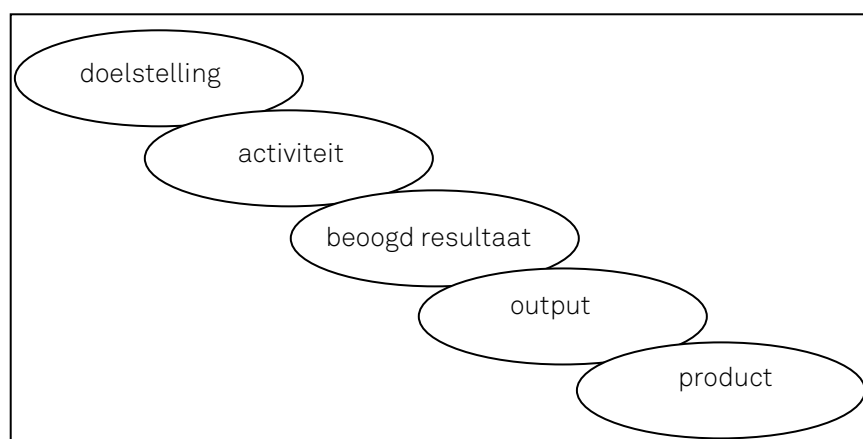 doelstelling
activiteit
beoogd resultaat
output
product